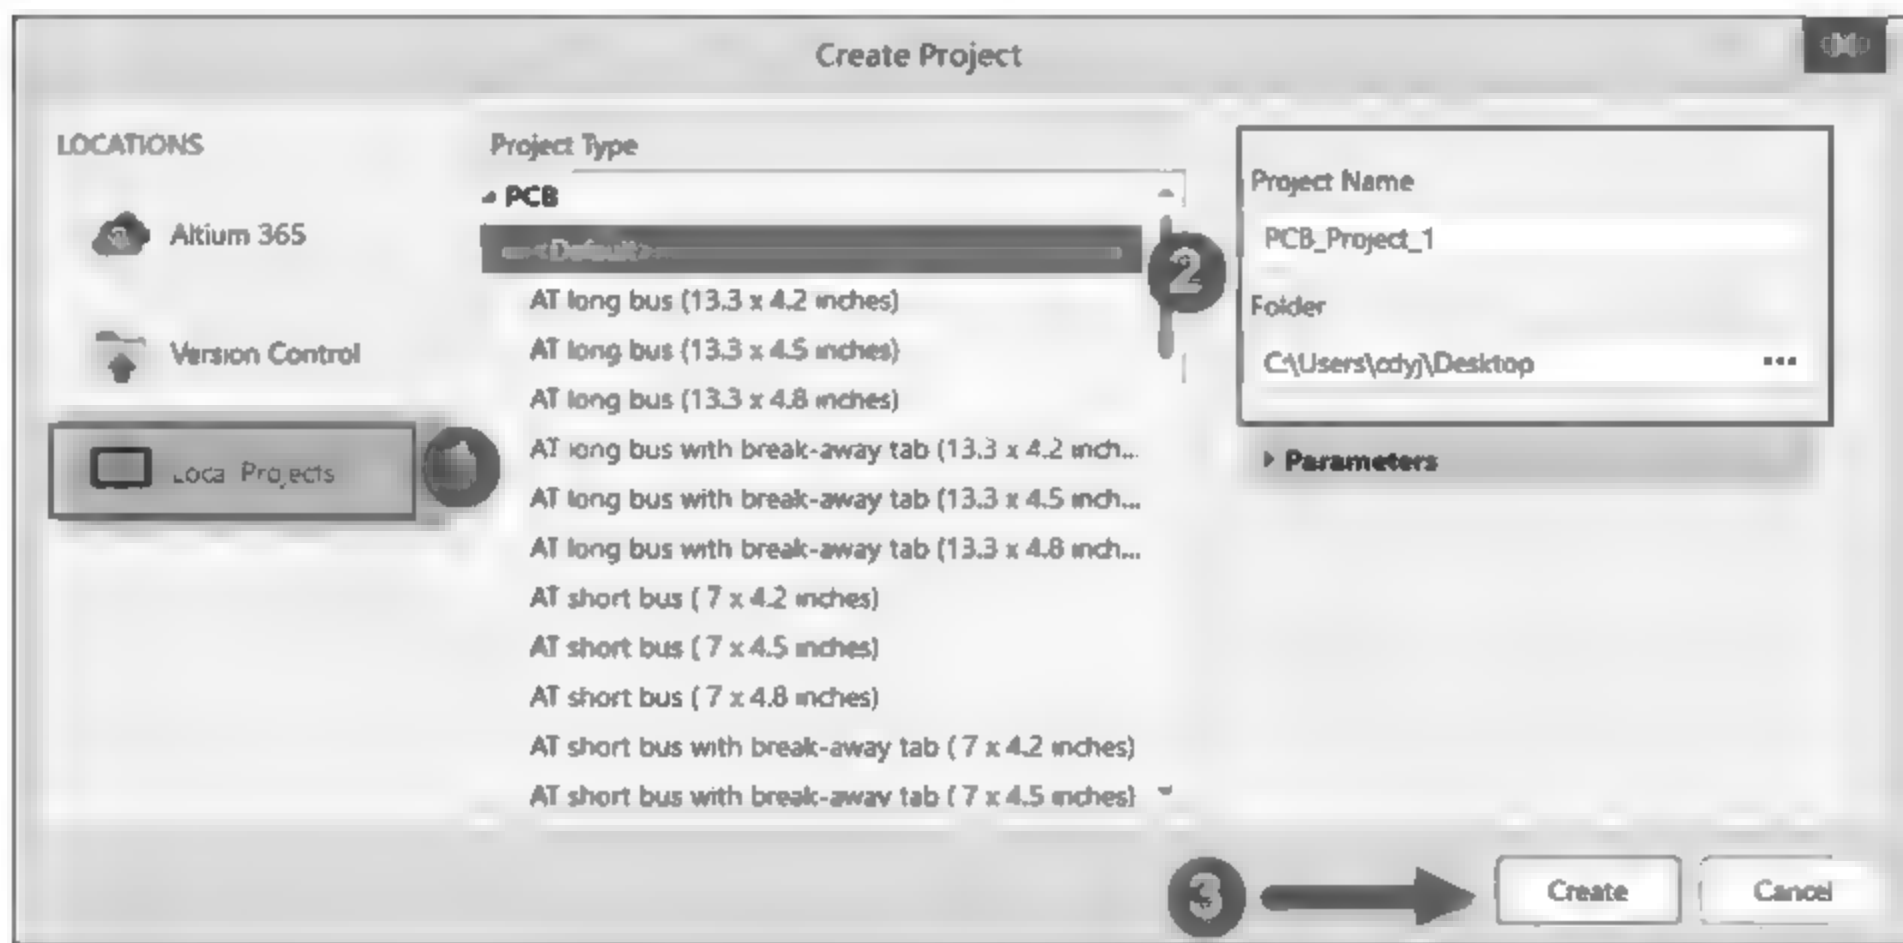 Create Project
LOCATIONS
Altium 365
Version Control
Local Projects
Project Type
PCB
<Default>
AT long bus (13.3 x 4.2 inches)
AT long bus (13.3 x 4.5 inches)
AT long bus (13.3 x 4.8 inches)
AT long bus with break-away tab (13.3 x 4.2 inch...
AT long bus with break-away tab (13.3 x 4.5 inch...
AT long bus with break-away tab (13.3 x 4.8 inch...
AT short bus ( 7 x 4.2 inches)
AT short bus ( 7 x 4.5 inches)
AT short bus ( 7 x 4.8 inches)
AT short bus with break-away tab ( 7 x 4.2 inches)
AT short bus with break-away tab ( 7 x 4.5 inches)
2
Project Name
PCB_Project_1
Folder
C:\Users\cdyj\Desktop
...
Parameters
3
Create
Cancel